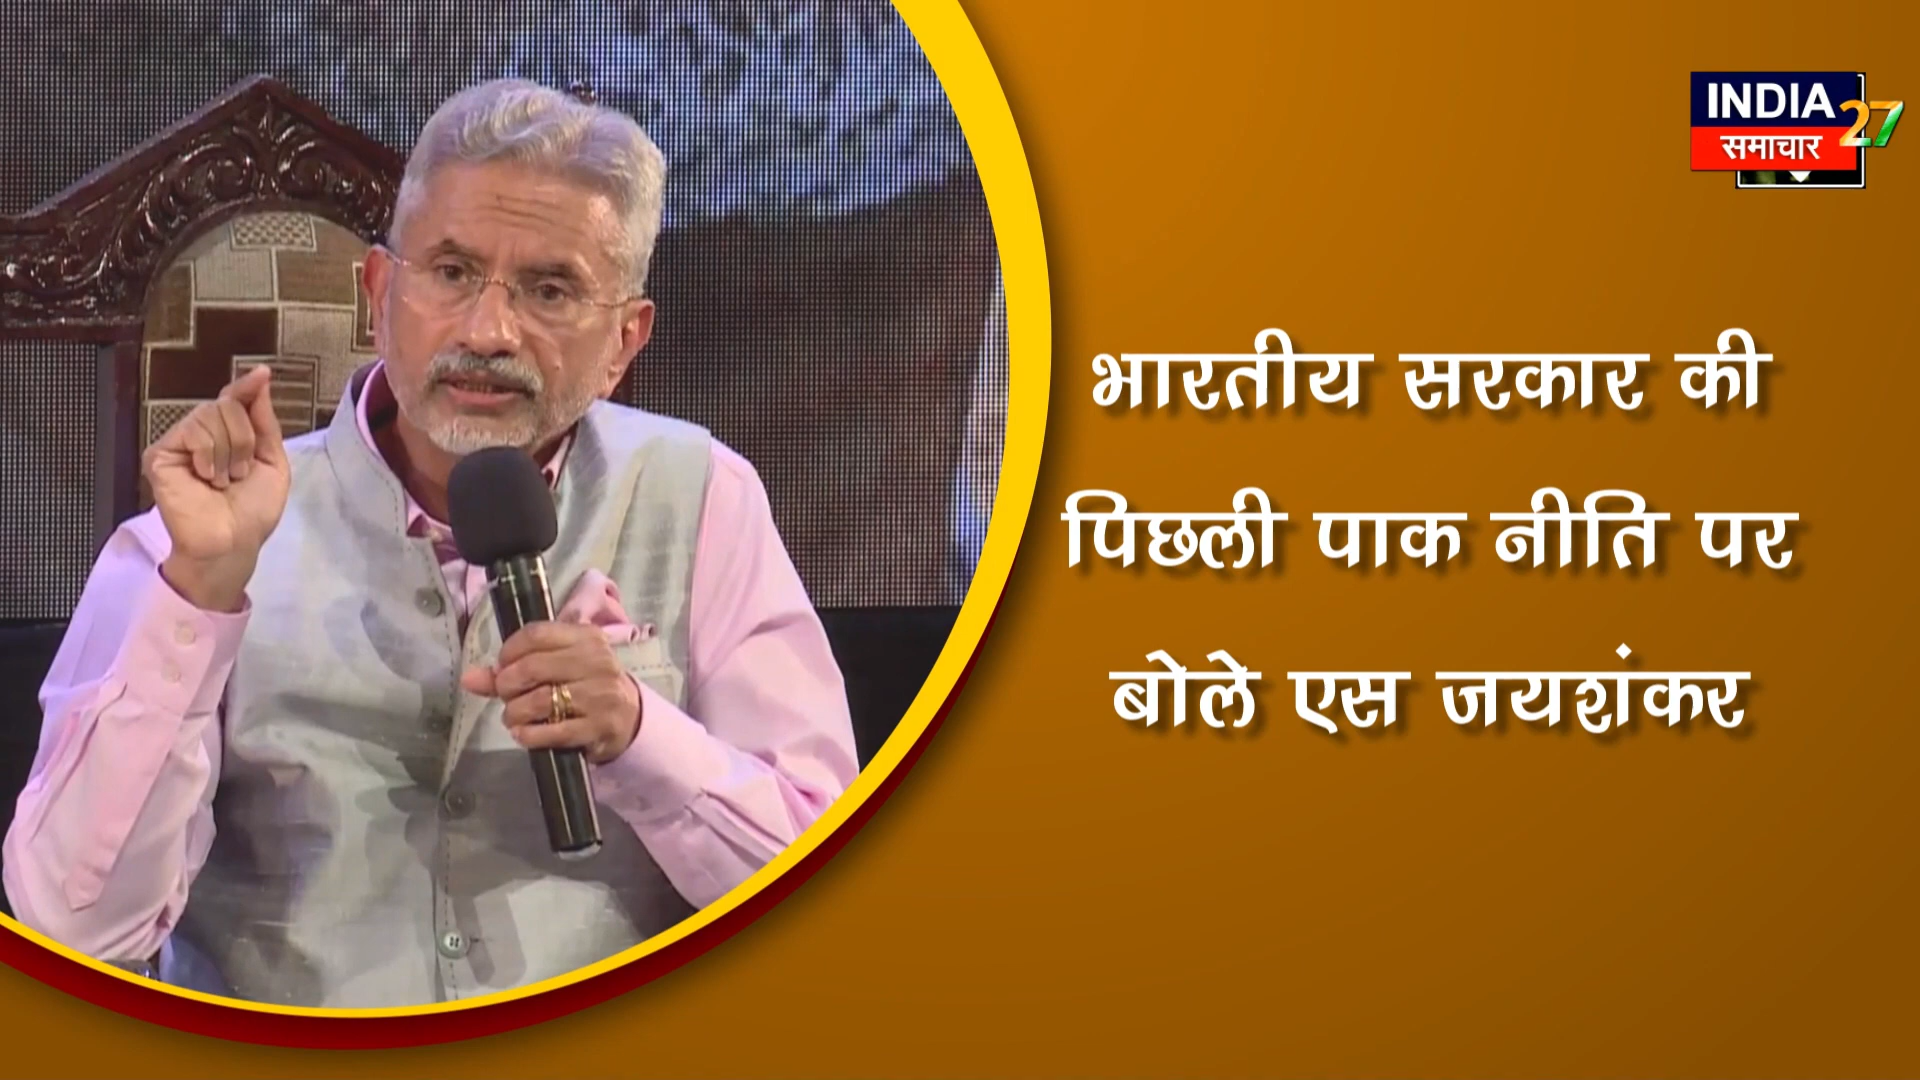 INDIA 27
समाचार
भारतीय सरकार की
पिछली पाक नीति पर
बोले एस जयशंकर